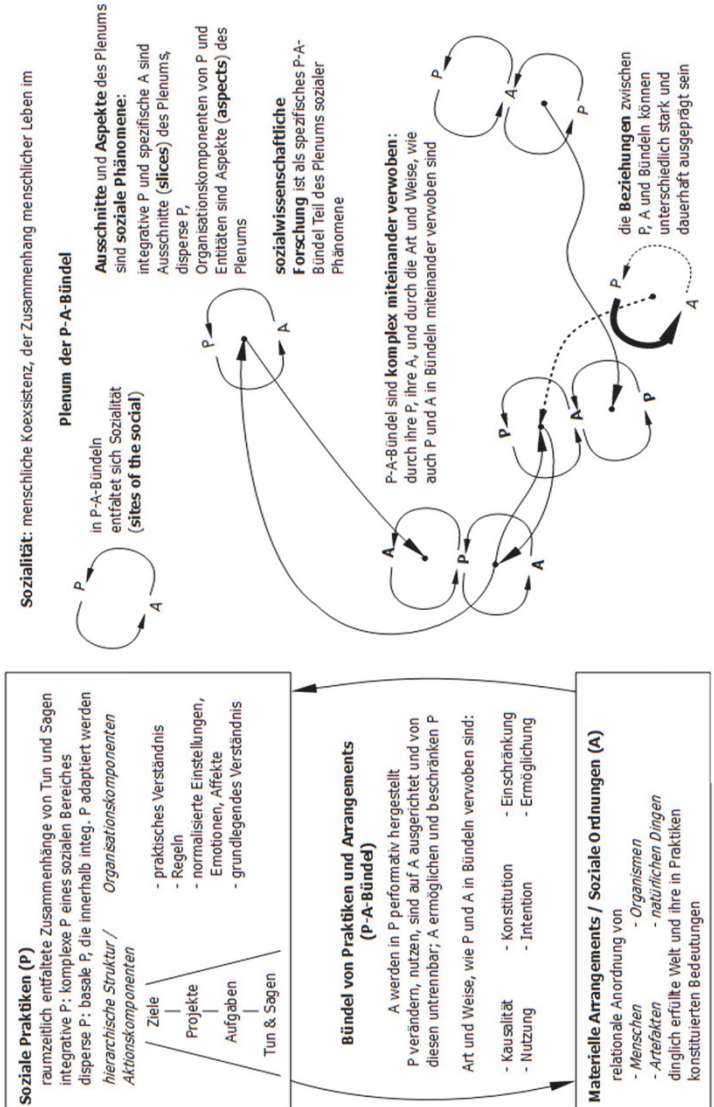 Soziale Praktiken (P)
raumzeitlich entfaltete Zusammenhänge von Tun und Sagen
integrative P: komplexe P eines sozialen Bereiches
disperse P: basale P, die innerhalb integ. P adaptiert werden
hierarchische Struktur /
Aktionskomponenten
Organisationskomponenten
Ziele
Projekte
Aufgaben
Tun & Sagen
- praktisches Verständnis
- Regeln
- normalisierte Einstellungen,
Emotionen, Affekte
- grundlegendes Verständnis
Bündel von Praktiken und Arrangements
(P-A-Bündel)
A werden in P performativ hergestellt
P verändern, nutzen, sind auf A ausgerichtet und von
diesen untrennbar; A ermöglichen und beschränken P
Art und Weise, wie P und A in Bündeln verwoben sind:
- Kausalität - Konstitution - Einschränkung
- Nutzung - Intention - Ermöglichung
Materielle Arrangements / Soziale Ordnungen (A)
relationale Anordnung von
- Menschen - Organismen
- Artefakten - natürlichen Dingen
dinglich erfüllte Welt und ihre in Praktiken
konstituierten Bedeutungen
Sozialität: menschliche Koexistenz, der Zusammenhang menschlicher Leben im
Plenum der P-A-Bündel
P
A
in P-A-Bündeln
entfaltet sich Sozialität
(sites of the social)
Ausschnitte und Aspekte des Plenums
sind soziale Phänomene:
integrative P und spezifische A sind
Ausschnitte (slices) des Plenums,
disperse P,
Organisationskomponenten von P und
Entitäten sind Aspekte (aspects) des
Plenums
sozialwissenschaftliche
Forschung ist als spezifisches P-A-
Bündel Teil des Plenums sozialer
Phänomene
P
A
A
P
A
P-A-Bündel sind komplex miteinander verwoben:
durch ihre P, ihre A, und durch die Art und Weise, wie
auch P und A in Bündeln miteinander verwoben sind
P
A
P
P
A
P
P
A
die Beziehungen zwischen
P, A und Bündeln können
unterschiedlich stark und
dauerhaft ausgeprägt sein